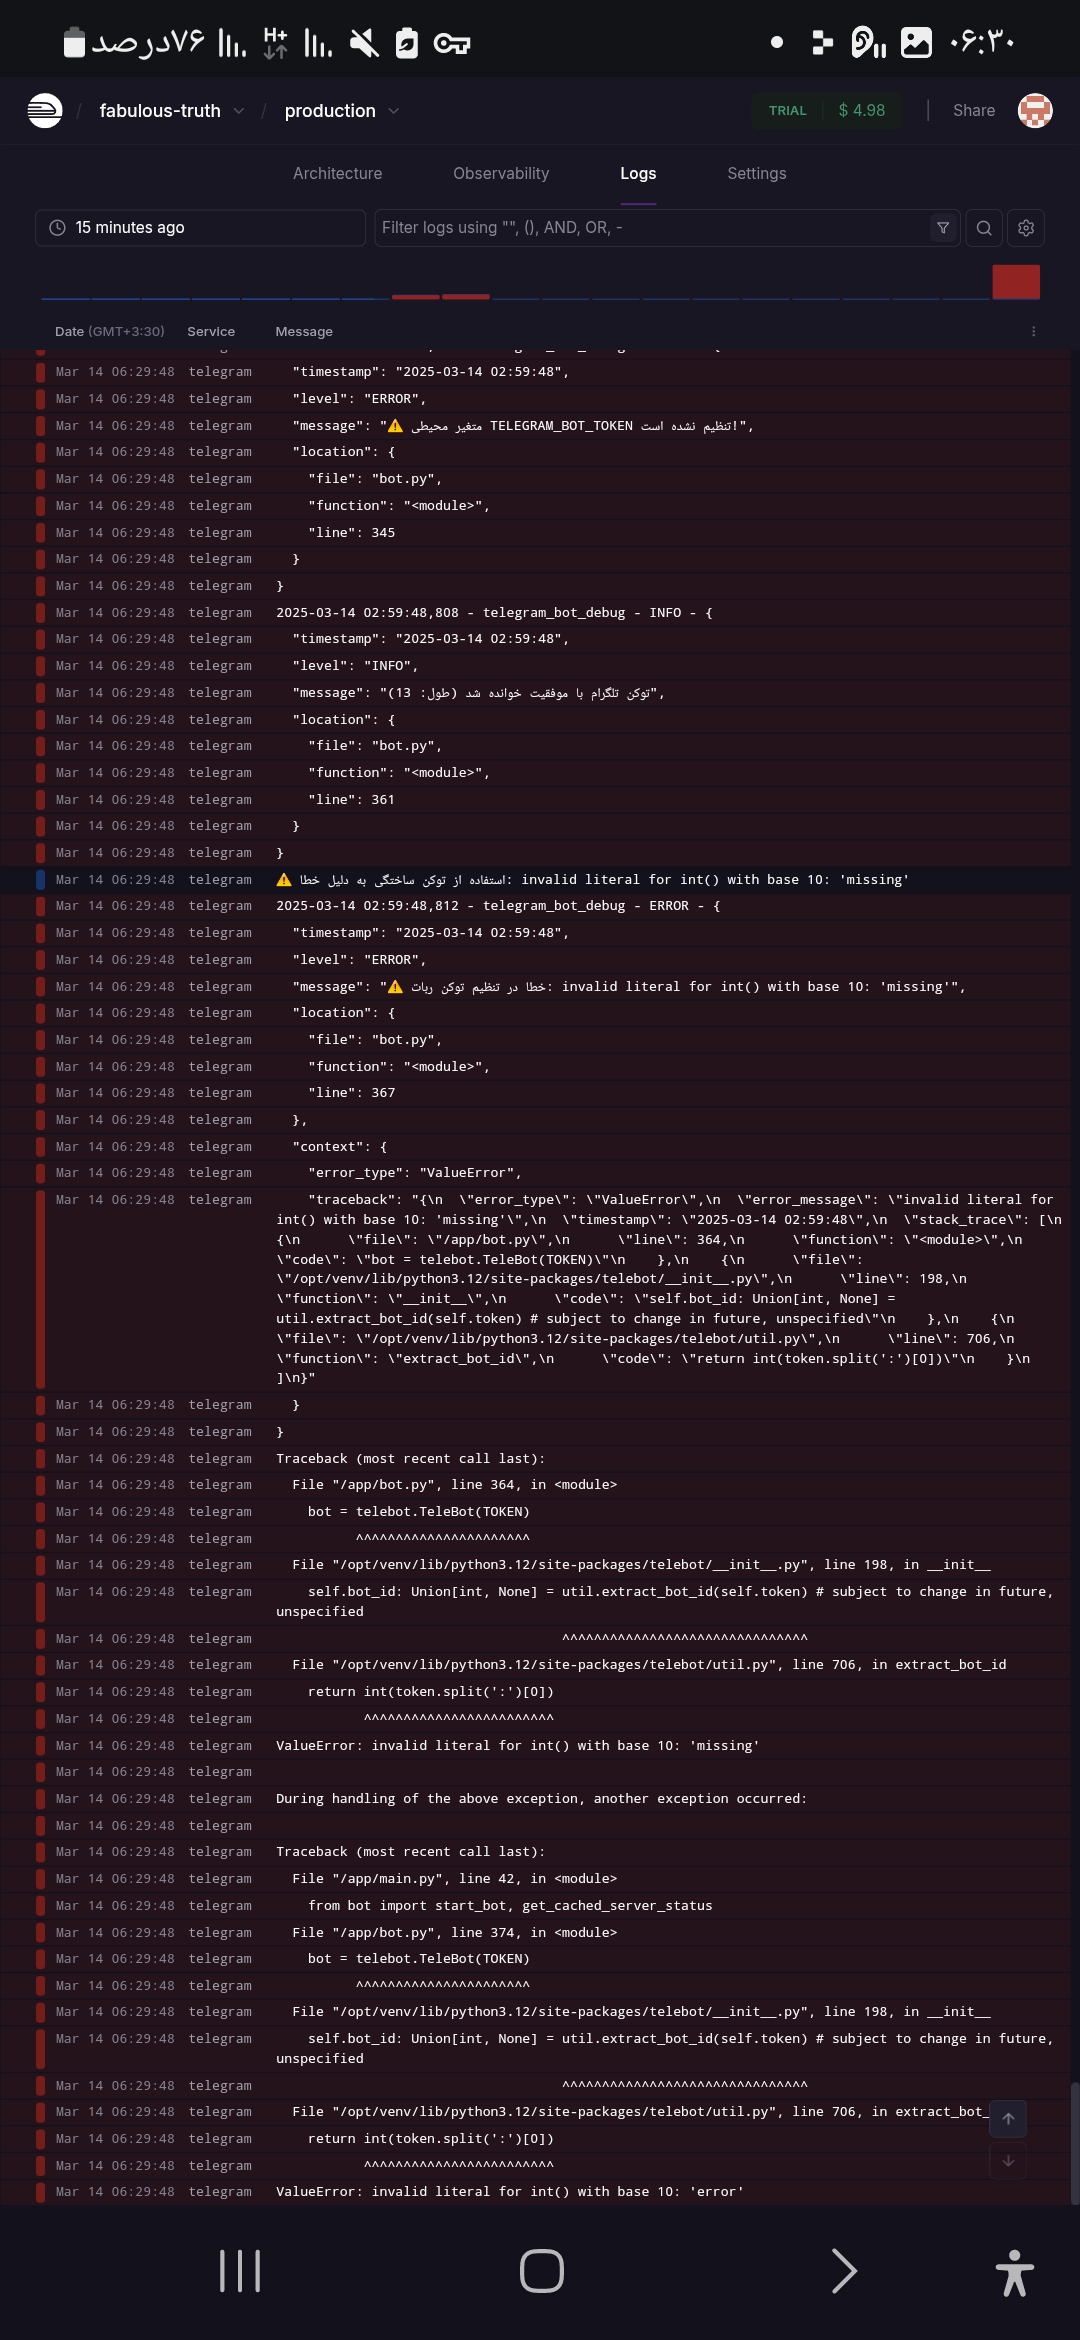 ۷۶درصد H+ ۰۶:۳۰
/ fabulous-truth / production TRIAL $ 4.98 | Share
Architecture Observability Logs Settings
15 minutes ago Filter logs using "", (), AND, OR, -
Date (GMT+3:30) Service Message
Mar 14 06:29:48 telegram "timestamp": "2025-03-14 02:59:48",
Mar 14 06:29:48 telegram "level": "ERROR",
Mar 14 06:29:48 telegram "message": "⚠️ متغیر محیطی TELEGRAM_BOT_TOKEN تنظیم نشده است!",
Mar 14 06:29:48 telegram "location": {
Mar 14 06:29:48 telegram "file": "bot.py",
Mar 14 06:29:48 telegram "function": "<module>",
Mar 14 06:29:48 telegram "line": 345
Mar 14 06:29:48 telegram }
Mar 14 06:29:48 telegram }
Mar 14 06:29:48 telegram 2025-03-14 02:59:48,808 - telegram_bot_debug - INFO - {
Mar 14 06:29:48 telegram "timestamp": "2025-03-14 02:59:48",
Mar 14 06:29:48 telegram "level": "INFO",
Mar 14 06:29:48 telegram "message": "توکن تلگرام با موفقیت خوانده شد (طول: 13)",
Mar 14 06:29:48 telegram "location": {
Mar 14 06:29:48 telegram "file": "bot.py",
Mar 14 06:29:48 telegram "function": "<module>",
Mar 14 06:29:48 telegram "line": 361
Mar 14 06:29:48 telegram }
Mar 14 06:29:48 telegram }
Mar 14 06:29:48 telegram ⚠️ استفاده از توکن ساختگی به دلیل خطا: invalid literal for int() with base 10: 'missing'
Mar 14 06:29:48 telegram 2025-03-14 02:59:48,812 - telegram_bot_debug - ERROR - {
Mar 14 06:29:48 telegram "timestamp": "2025-03-14 02:59:48",
Mar 14 06:29:48 telegram "level": "ERROR",
Mar 14 06:29:48 telegram "message": "⚠️ خطا در تنظیم توکن ربات: invalid literal for int() with base 10: 'missing'",
Mar 14 06:29:48 telegram "location": {
Mar 14 06:29:48 telegram "file": "bot.py",
Mar 14 06:29:48 telegram "function": "<module>",
Mar 14 06:29:48 telegram "line": 367
Mar 14 06:29:48 telegram },
Mar 14 06:29:48 telegram "context": {
Mar 14 06:29:48 telegram "error_type": "ValueError",
Mar 14 06:29:48 telegram "traceback": "{\n \"error_type\": \"ValueError\",\n \"error_message\": \"invalid literal for
int() with base 10: 'missing'\",\n \"timestamp\": \"2025-03-14 02:59:48\",\n \"stack_trace\": [\n
{\n \"file\": \"/app/bot.py\",\n \"line\": 364,\n \"function\": \"<module>\",\n
\"code\": \"bot = telebot.TeleBot(TOKEN)\"\n },\n {\n \"file\":
\"/opt/venv/lib/python3.12/site-packages/telebot/__init__.py\",\n \"line\": 198,\n
\"function\": \"__init__\",\n \"code\": \"self.bot_id: Union[int, None] =
util.extract_bot_id(self.token) # subject to change in future, unspecified\"\n },\n {\n
\"file\": \"/opt/venv/lib/python3.12/site-packages/telebot/util.py\",\n \"line\": 706,\n
\"function\": \"extract_bot_id\",\n \"code\": \"return int(token.split(':')[0])\"\n }\n
]\n}"
Mar 14 06:29:48 telegram }
Mar 14 06:29:48 telegram }
Mar 14 06:29:48 telegram Traceback (most recent call last):
Mar 14 06:29:48 telegram File "/app/bot.py", line 364, in <module>
Mar 14 06:29:48 telegram bot = telebot.TeleBot(TOKEN)
Mar 14 06:29:48 telegram ^^^^^^^^^^^^^^^^^^^^^^
Mar 14 06:29:48 telegram File "/opt/venv/lib/python3.12/site-packages/telebot/__init__.py", line 198, in __init__
Mar 14 06:29:48 telegram self.bot_id: Union[int, None] = util.extract_bot_id(self.token) # subject to change in future,
unspecified
Mar 14 06:29:48 telegram ^^^^^^^^^^^^^^^^^^^^^^^^^^^^^^^
Mar 14 06:29:48 telegram File "/opt/venv/lib/python3.12/site-packages/telebot/util.py", line 706, in extract_bot_id
Mar 14 06:29:48 telegram return int(token.split(':')[0])
Mar 14 06:29:48 telegram ^^^^^^^^^^^^^^^^^^^^^^^^
Mar 14 06:29:48 telegram ValueError: invalid literal for int() with base 10: 'missing'
Mar 14 06:29:48 telegram
Mar 14 06:29:48 telegram During handling of the above exception, another exception occurred:
Mar 14 06:29:48 telegram
Mar 14 06:29:48 telegram Traceback (most recent call last):
Mar 14 06:29:48 telegram File "/app/main.py", line 42, in <module>
Mar 14 06:29:48 telegram from bot import start_bot, get_cached_server_status
Mar 14 06:29:48 telegram File "/app/bot.py", line 374, in <module>
Mar 14 06:29:48 telegram bot = telebot.TeleBot(TOKEN)
Mar 14 06:29:48 telegram ^^^^^^^^^^^^^^^^^^^^^^
Mar 14 06:29:48 telegram File "/opt/venv/lib/python3.12/site-packages/telebot/__init__.py", line 198, in __init__
Mar 14 06:29:48 telegram self.bot_id: Union[int, None] = util.extract_bot_id(self.token) # subject to change in future,
unspecified
Mar 14 06:29:48 telegram ^^^^^^^^^^^^^^^^^^^^^^^^^^^^^^^
Mar 14 06:29:48 telegram File "/opt/venv/lib/python3.12/site-packages/telebot/util.py", line 706, in extract_bot_
Mar 14 06:29:48 telegram return int(token.split(':')[0])
Mar 14 06:29:48 telegram ^^^^^^^^^^^^^^^^^^^^^^^^
Mar 14 06:29:48 telegram ValueError: invalid literal for int() with base 10: 'error'